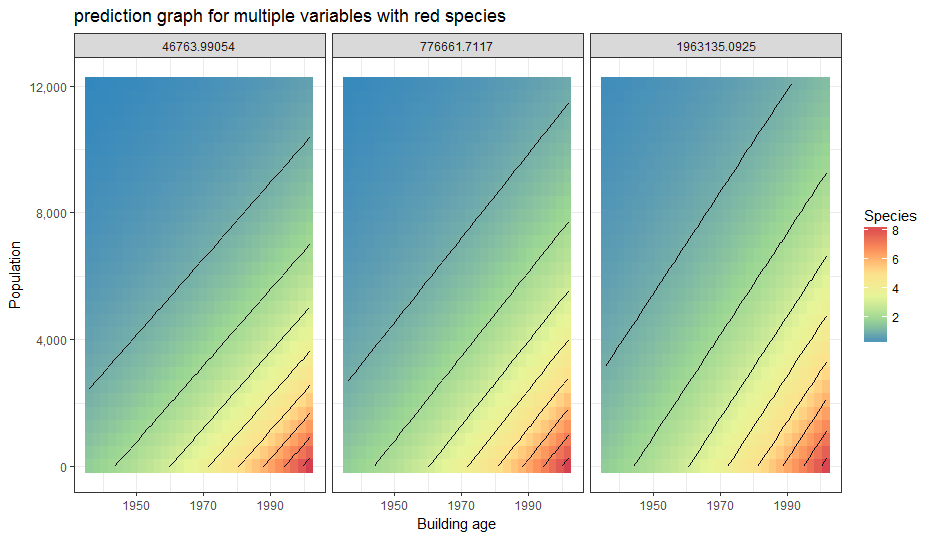 prediction graph for multiple variables with red species
46763.99054 776661.7117 1963135.0925
12,000
8,000
4,000
0
Population
1950 1970 1990 1950 1970 1990 1950 1970 1990
Building age
Species
8
6
4
2